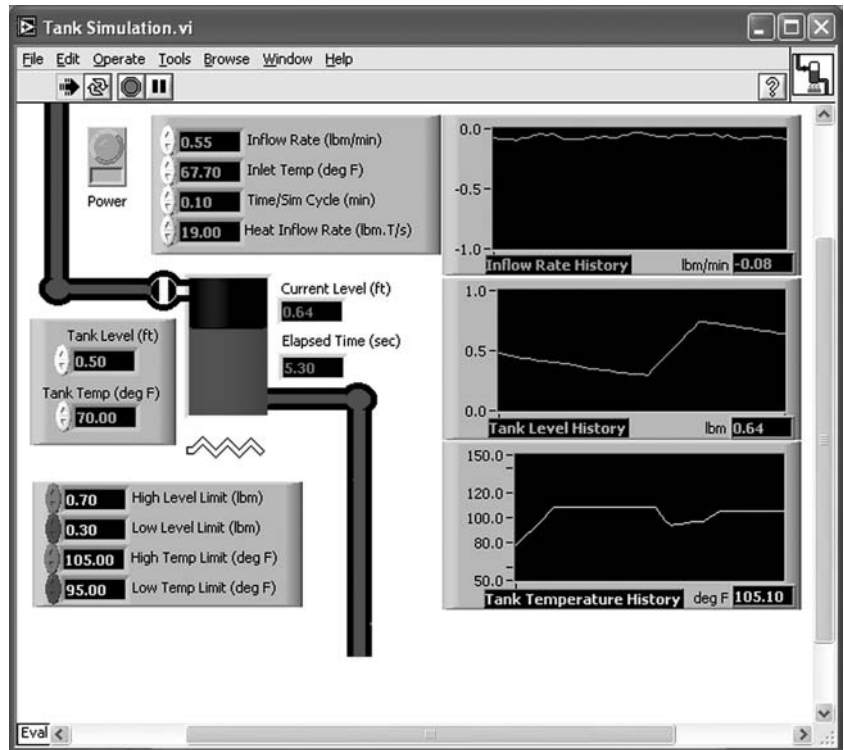 Tank Simulation.vi
File Edit Operate Tools Browse Window Help
?
Power
0.55 Inflow Rate (lbm/min)
67.70 Inlet Temp (deg F)
0.10 Time/Sim Cycle (min)
19.00 Heat Inflow Rate (lbm.T/s)
0.0
-0.5
-1.0
Inflow Rate History lbm/min -0.08
Current Level (ft)
0.64
Elapsed Time (sec)
5.30
Tank Level (ft)
0.50
Tank Temp (deg F)
70.00
1.0
0.5
0.0
Tank Level History lbm 0.64
0.70 High Level Limit (lbm)
0.30 Low Level Limit (lbm)
105.00 High Temp Limit (deg F)
95.00 Low Temp Limit (deg F)
150.0
120.0
100.0
80.0
50.0
Tank Temperature History deg F 105.10
Eval